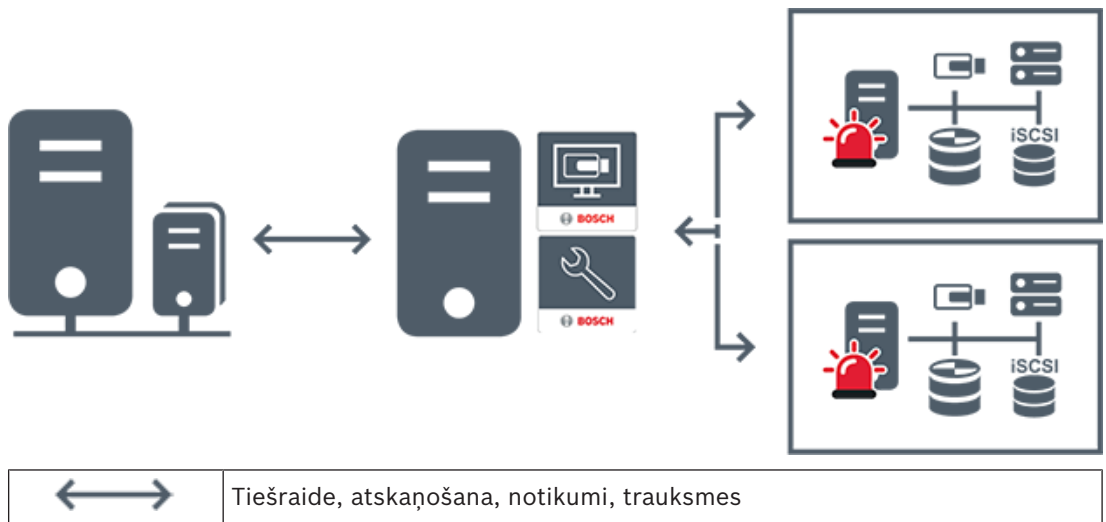 iSCSI
BOSCH
BOSCH
iSCSI
Tiešraide, atskaņošana, notikumi, trauksmes